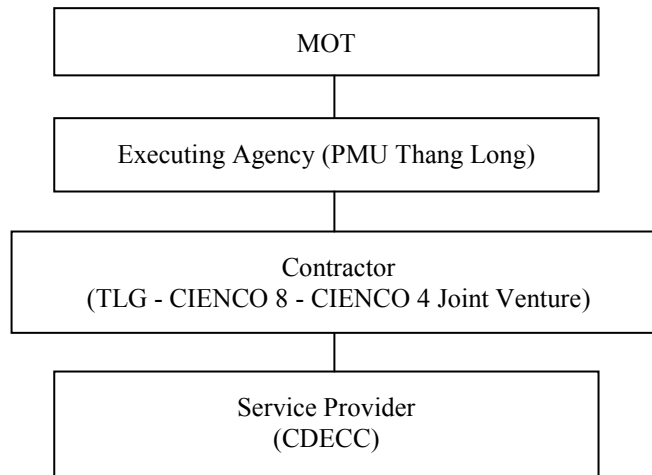 MOT
Executing Agency (PMU Thang Long)
Contractor
(TLG - CIENCO 8 - CIENCO 4 Joint Venture)
Service Provider
(CDECC)